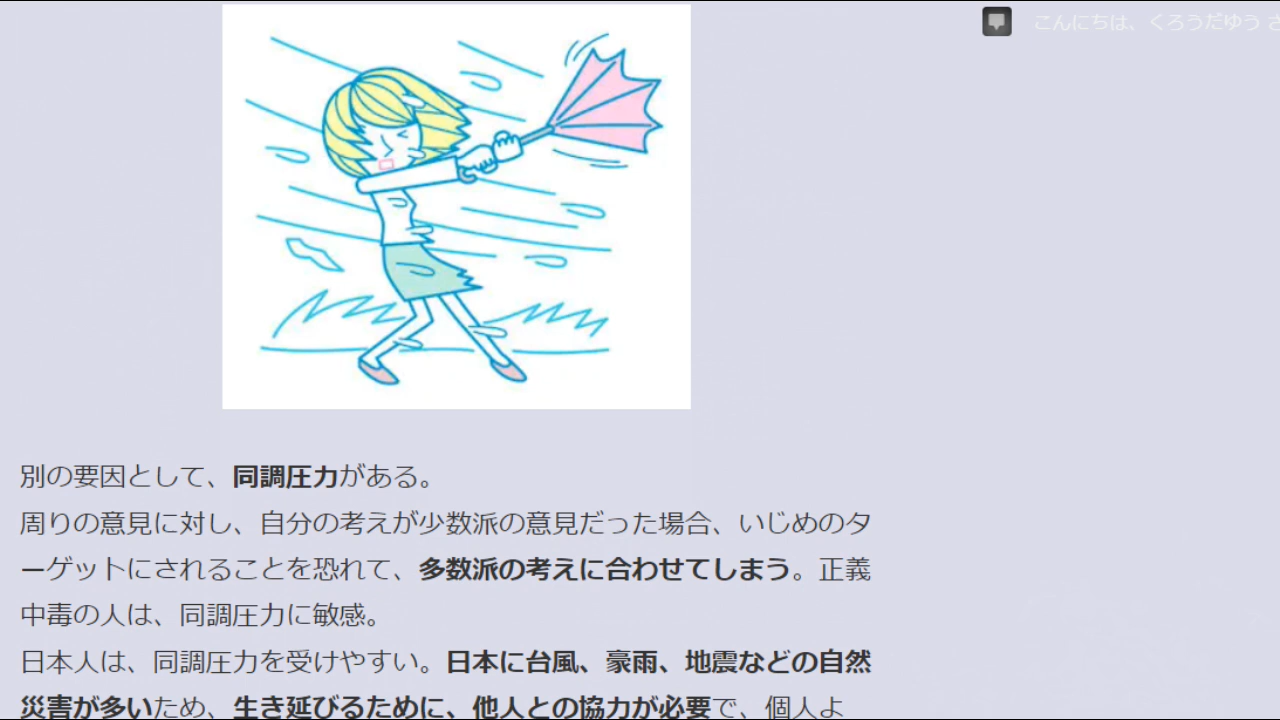 こんにちは、くろうだゆう さ
別の要因として、同調圧力がある。
周りの意見に対し、自分の考えが少数派の意見だった場合、いじめのタ
ーゲットにされることを恐れて、多数派の考えに合わせてしまう。正義
中毒の人は、同調圧力に敏感。
日本人は、同調圧力を受けやすい。日本に台風、豪雨、地震などの自然
災害が多いため、生き延びるために、他人との協力が必要で、個人よ